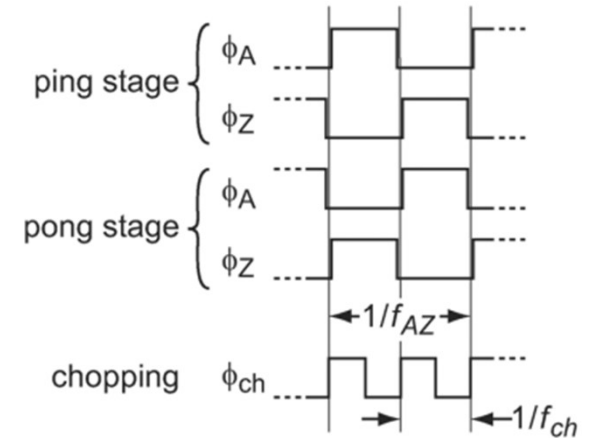 ping stage
ϕA
ϕZ
pong stage
ϕA
ϕZ
1/fAZ
chopping ϕch
1/fch